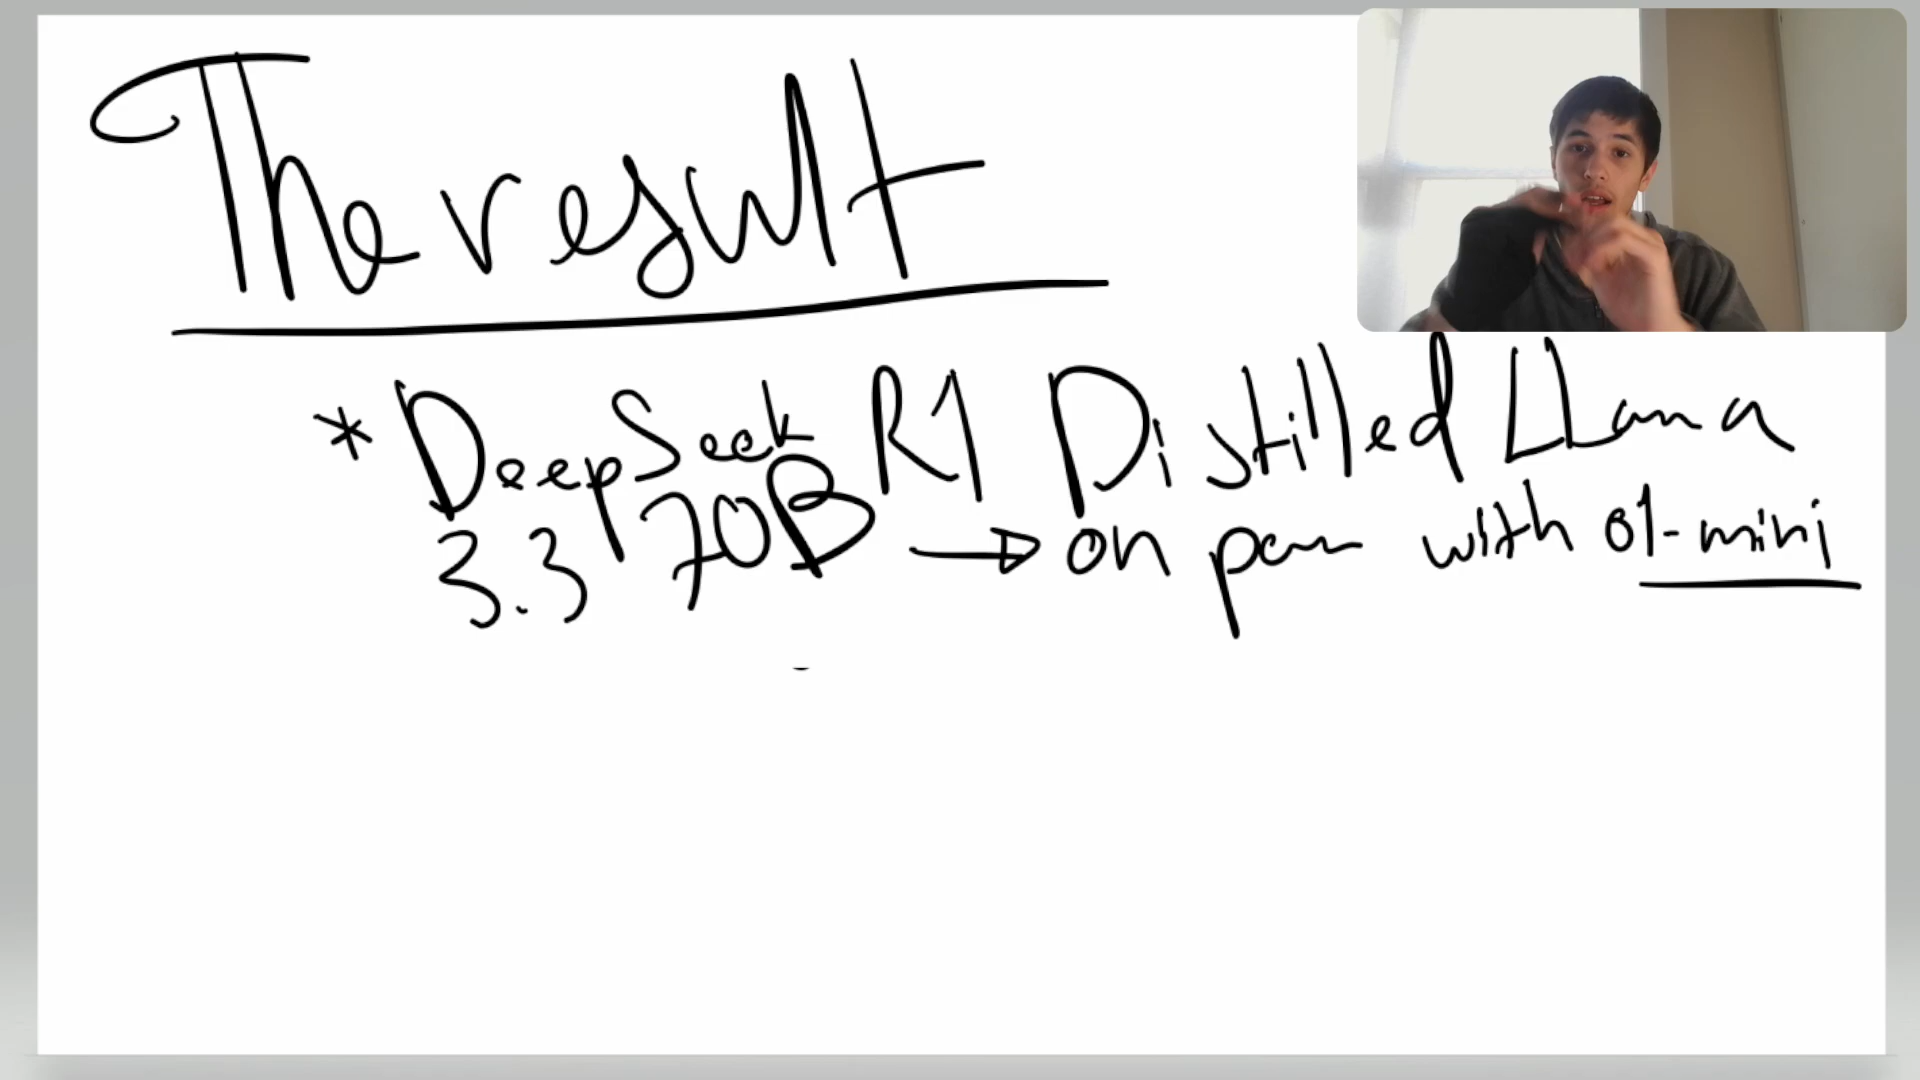 The result
* DeepSeek R1 Distilled LLama
3.3 70B → on par with o1-mini